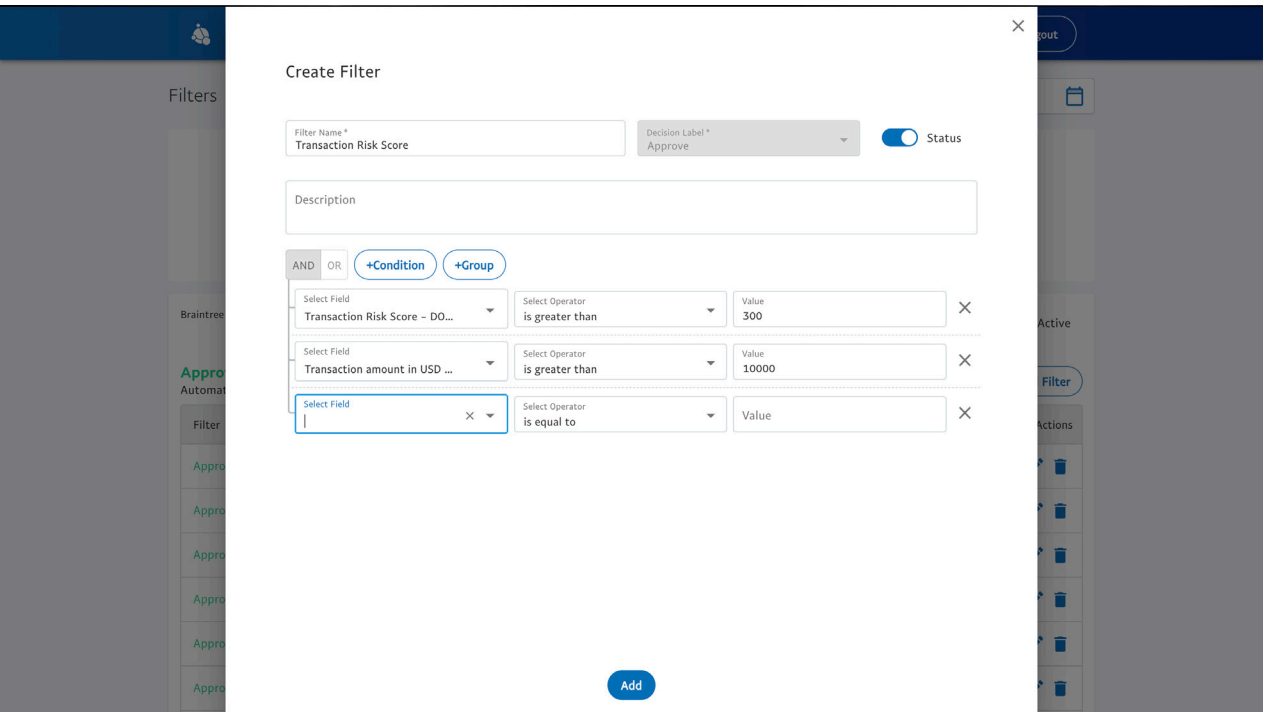 gout
Create Filter
Filters
Filter Name *
Transaction Risk Score
Decision Label *
Approve
Status
Description
AND OR +Condition +Group
Select Field
Transaction Risk Score – DO...
Select Operator
is greater than
Value
300
Braintree
Active
Select Field
Transaction amount in USD ...
Select Operator
is greater than
Value
10000
Appro
Automat
Filter
Select Field
Select Operator
is equal to
Value
Filter
Actions
Appro
Appro
Appro
Appro
Appro
Appro
Add